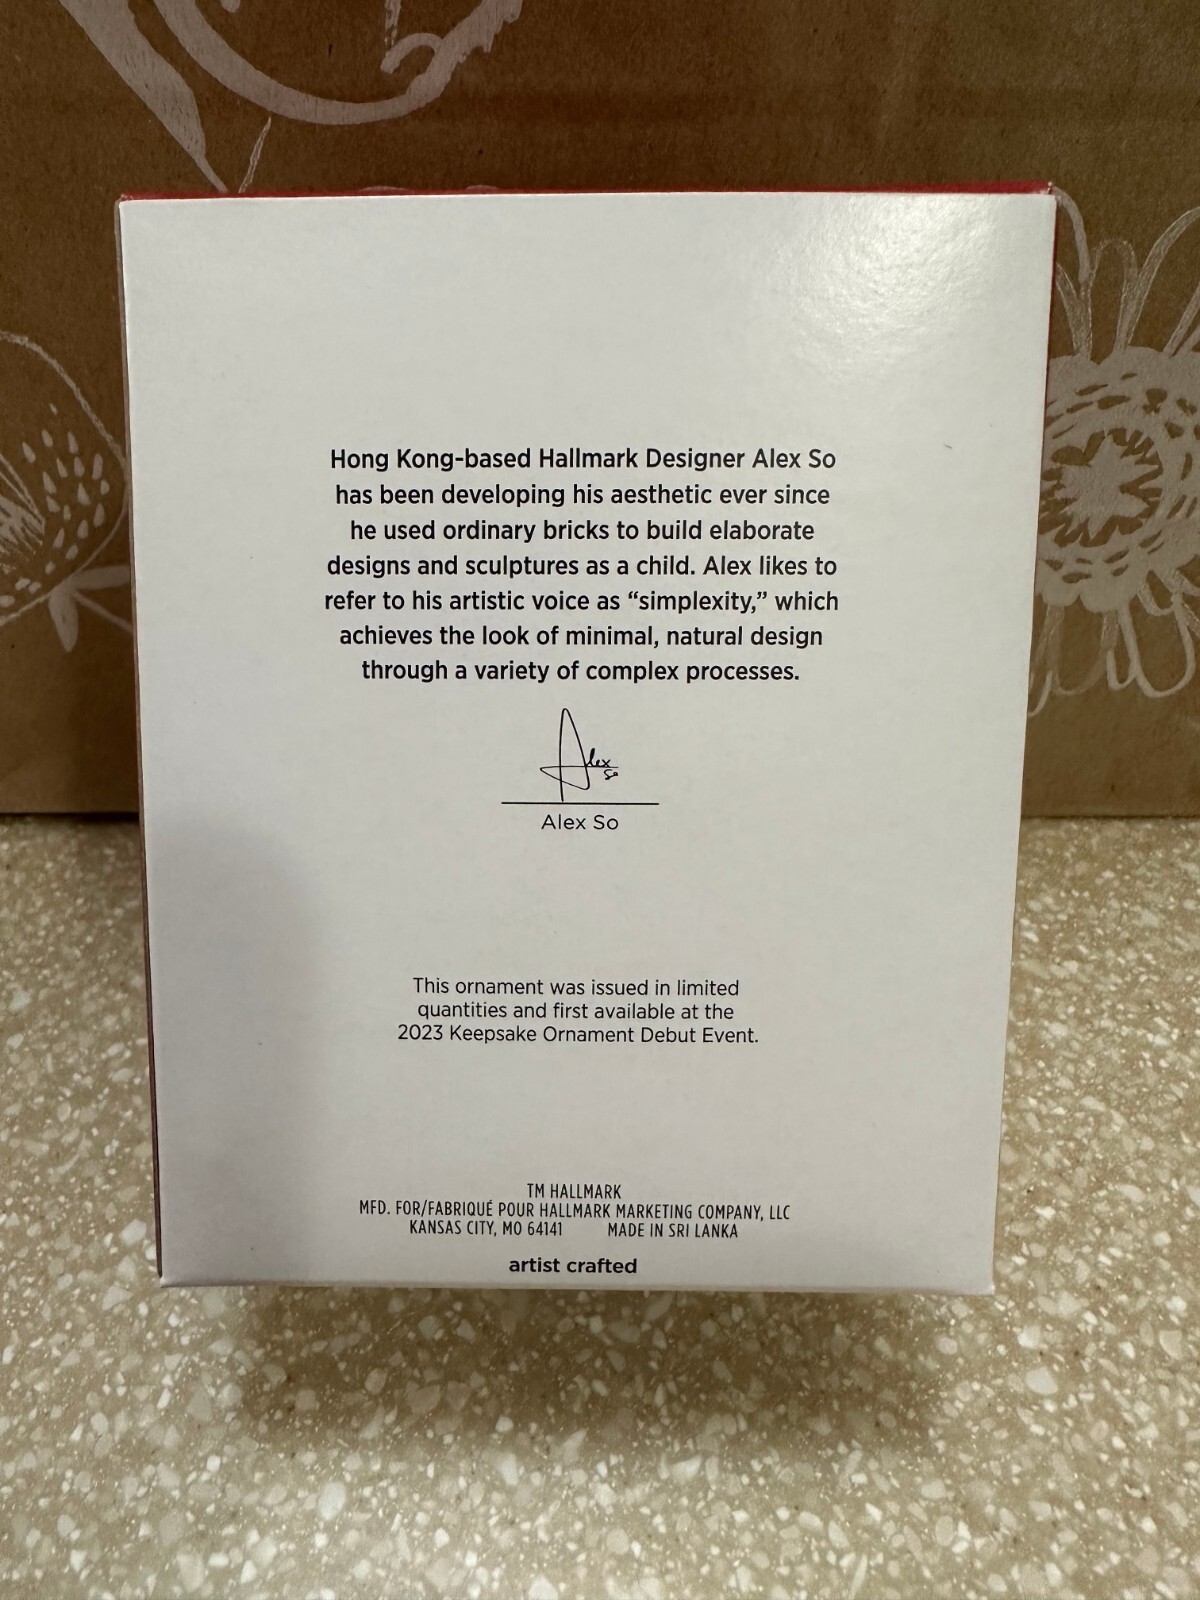 Hong Kong-based Hallmark Designer Alex So
has been developing his aesthetic ever since
he used ordinary bricks to build elaborate
designs and sculptures as a child. Alex likes to
refer to his artistic voice as “simplexity,” which
achieves the look of minimal, natural design
through a variety of complex processes.
Alex
So
Alex So
This ornament was issued in limited
quantities and first available at the
2023 Keepsake Ornament Debut Event.
TM HALLMARK
MFD. FOR/FABRIQUÉ POUR HALLMARK MARKETING COMPANY, LLC
KANSAS CITY, MO 64141 MADE IN SRI LANKA
artist crafted